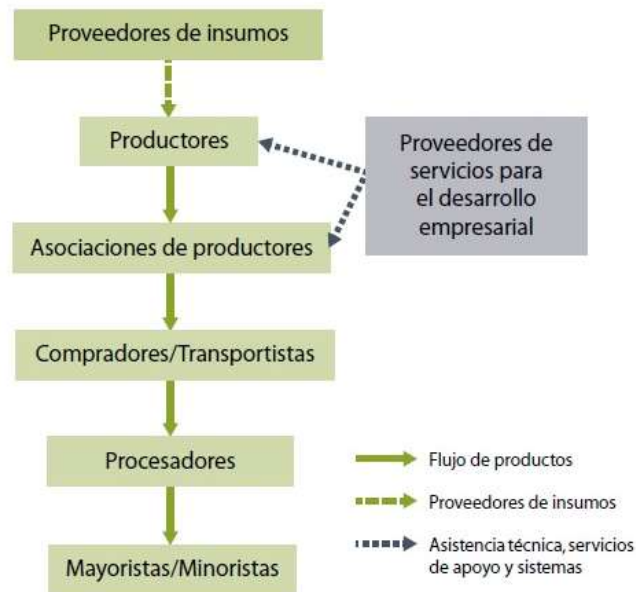 Proveedores de insumos
Productores
Proveedores de
servicios para
el desarrollo
empresarial
Asociaciones de productores
Compradores/Transportistas
Procesadores
Mayoristas/Minoristas
Flujo de productos
Proveedores de insumos
Asistencia técnica, servicios
de apoyo y sistemas